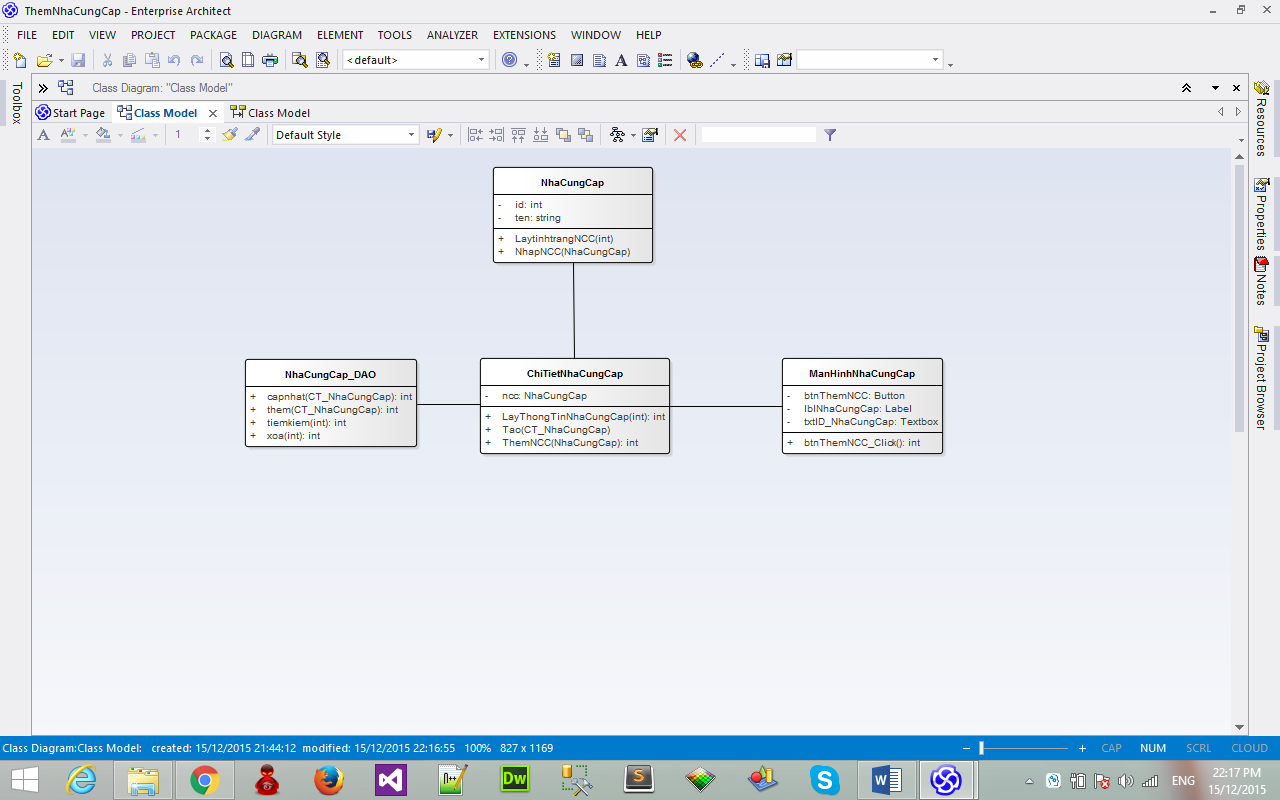 ThemNhaCungCap - Enterprise Architect
FILE EDIT VIEW PROJECT PACKAGE DIAGRAM ELEMENT TOOLS ANALYZER EXTENSIONS WINDOW HELP
<default>
Class Diagram: "Class Model"
Start Page Class Model Class Model
1 Default Style
Toolbox
NhaCungCap
- id: int
- ten: string
+ LaytinhtrangNCC(int)
+ NhapNCC(NhaCungCap)
NhaCungCap_DAO
+ capnhat(CT_NhaCungCap): int
+ them(CT_NhaCungCap): int
+ tiemkiem(int): int
+ xoa(int): int
ChiTietNhaCungCap
- ncc: NhaCungCap
+ LayThongTinNhaCungCap(int): int
+ Tao(CT_NhaCungCap)
+ ThemNCC(NhaCungCap): int
ManHinhNhaCungCap
- btnThemNCC: Button
- lblNhaCungCap: Label
- txtID_NhaCungCap: Textbox
+ btnThemNCC_Click(): int
Resources
Properties
Notes
Project Browser
Class Diagram:Class Model: created: 15/12/2015 21:44:12 modified: 15/12/2015 22:16:55 100% 827 x 1169 CAP NUM SCRL CLOUD
ENG
22:17 PM
15/12/2015